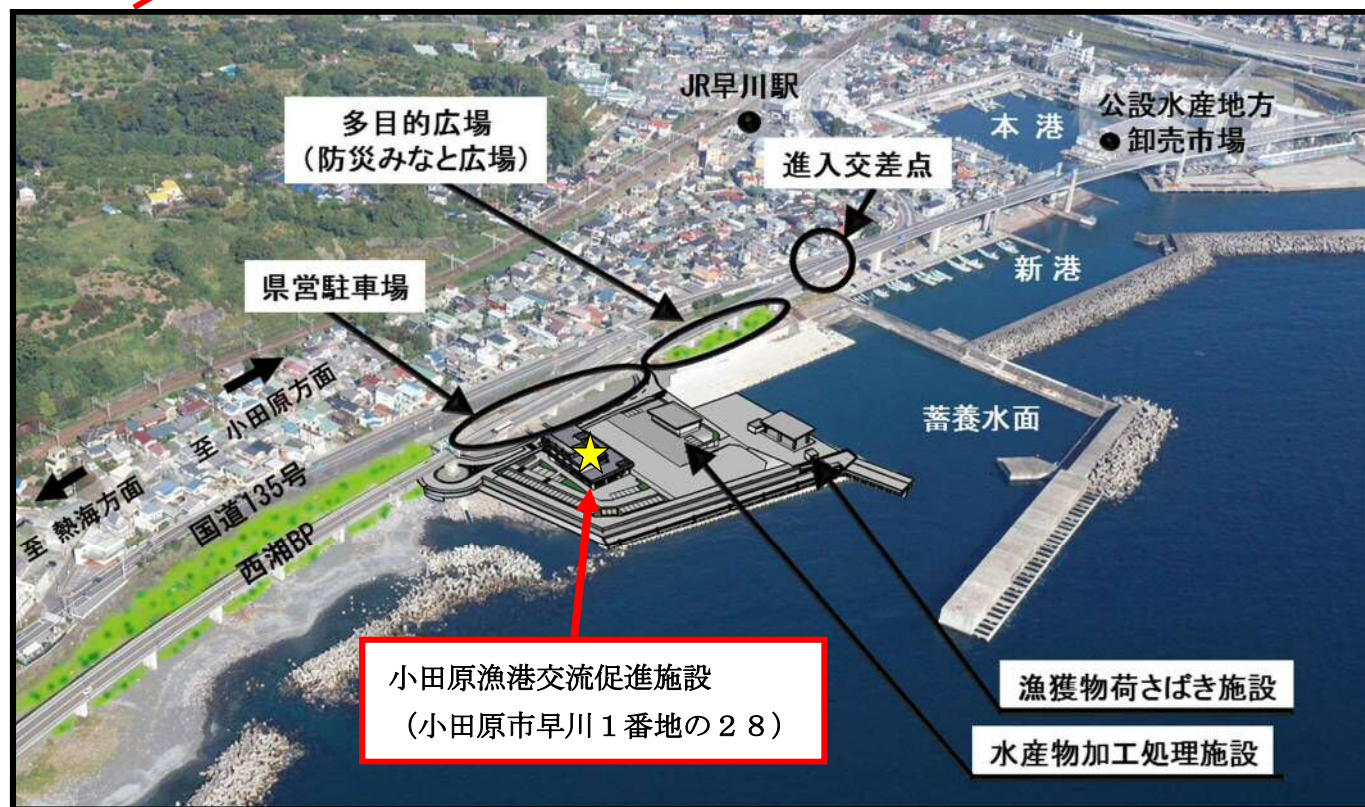 JR早川駅
多目的広場
（防災みなと広場）
公設水産地方
卸売市場
本港
進入交差点
新港
県営駐車場
至 小田原方面
蓄養水面
至 熱海方面
国道135号
西湘BP
小田原漁港交流促進施設
（小田原市早川１番地の２８）
漁獲物荷さばき施設
水産物加工処理施設